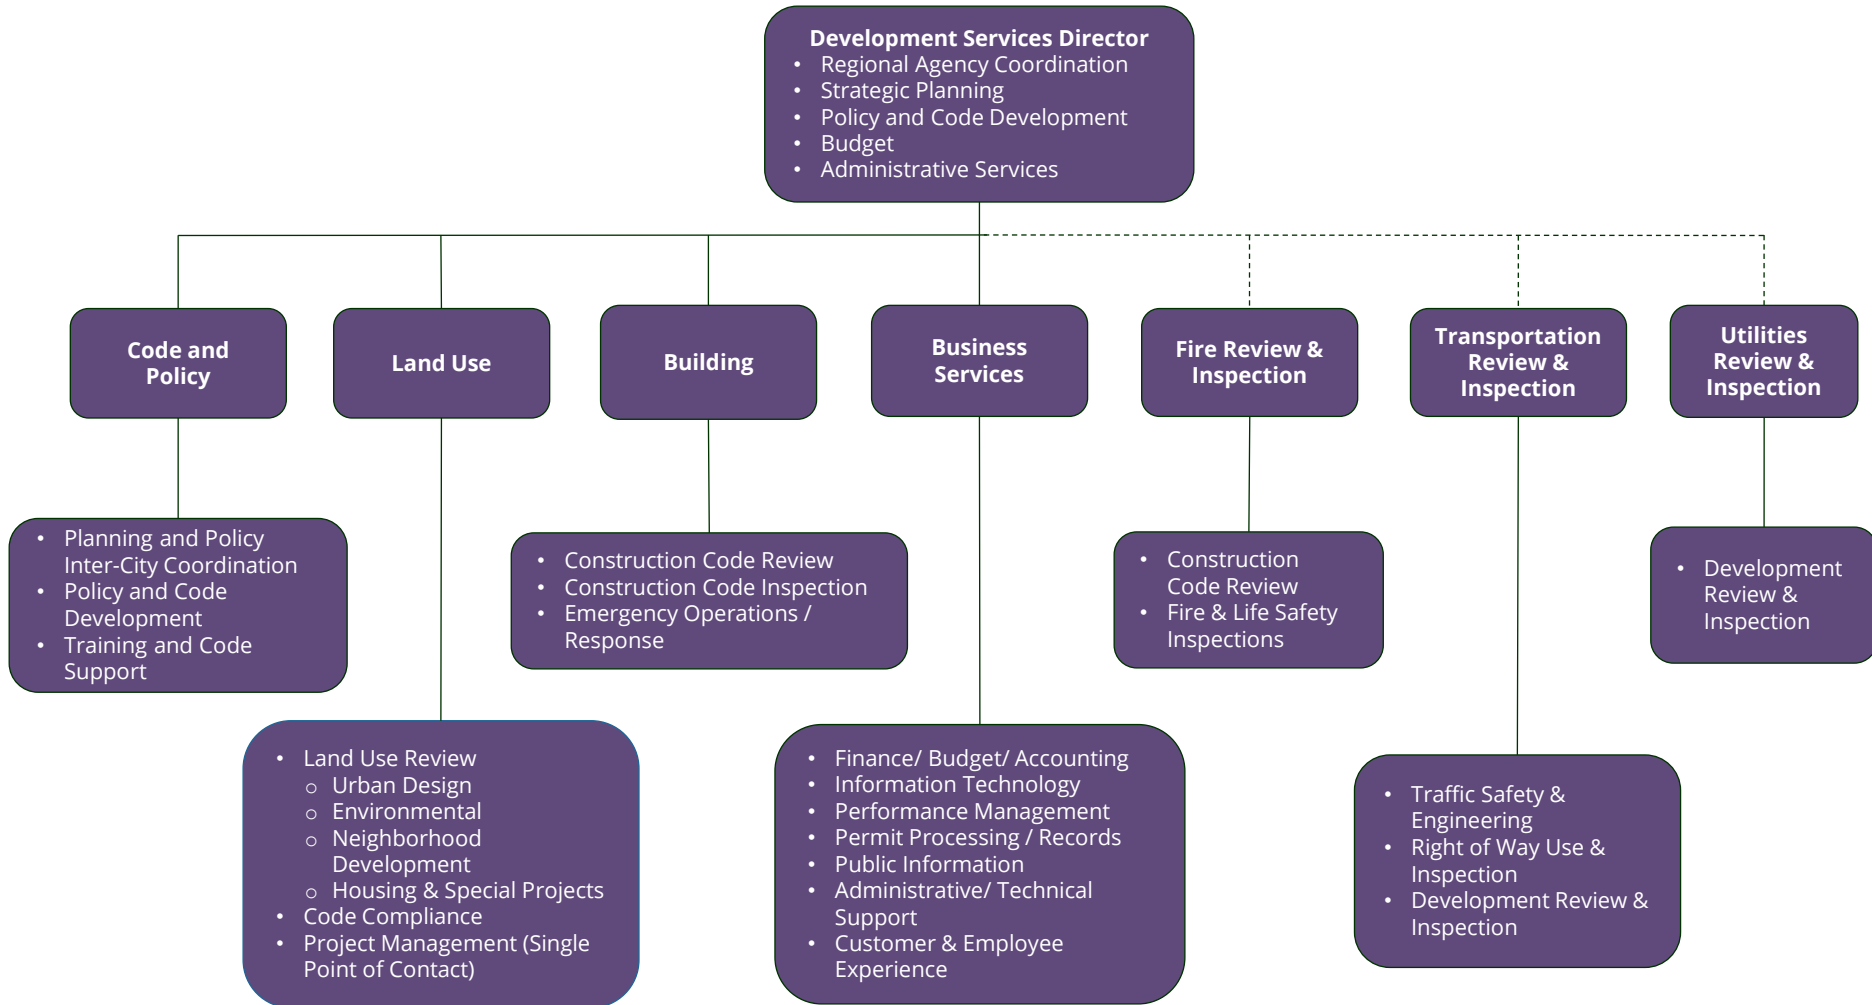 Development Services Director
• Regional Agency Coordination
• Strategic Planning
• Policy and Code Development
• Budget
• Administrative Services
Code and
Policy
Land Use
Building
Business
Services
Fire Review &
Inspection
Transportation
Review &
Inspection
Utilities
Review &
Inspection
• Planning and Policy
Inter-City Coordination
• Policy and Code
Development
• Training and Code
Support
• Construction Code Review
• Construction Code Inspection
• Emergency Operations /
Response
• Construction
Code Review
• Fire & Life Safety
Inspections
• Development
Review &
Inspection
• Land Use Review
o Urban Design
o Environmental
o Neighborhood
Development
o Housing & Special Projects
• Code Compliance
• Project Management (Single
Point of Contact)
• Finance/ Budget/ Accounting
• Information Technology
• Performance Management
• Permit Processing / Records
• Public Information
• Administrative/ Technical
Support
• Customer & Employee
Experience
• Traffic Safety &
Engineering
• Right of Way Use &
Inspection
• Development Review &
Inspection